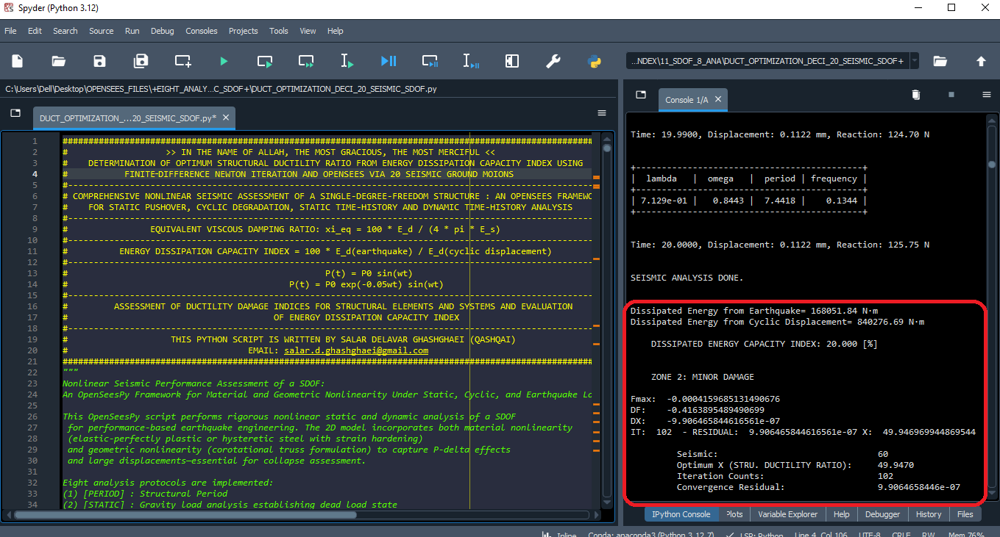 Spyder (Python 3.12)
File Edit Search Source Run Debug Consoles Projects Tools View Help
...NDEX\11_SDOF_8_ANA\DUCT_OPTIMIZATION_DECI_20_SEISMIC_SDOF+
C:\Users\Dell\Desktop\OPENSEES_FILES\+EIGHT_ANALY...C_SDOF+\DUCT_OPTIMIZATION_DECI_20_SEISMIC_SDOF.py
DUCT_OPTIMIZATION_...20_SEISMIC_SDOF.py*
1 #######################################################################################################
2 # >> IN THE NAME OF ALLAH, THE MOST GRACIOUS, THE MOST MERCIFUL <<
3 # DETERMINATION OF OPTIMUM STRUCTURAL DUCTILITY RATIO FROM ENERGY DISSIPATION CAPACITY INDEX USING
4 # FINITE-DIFFERENCE NEWTON ITERATION AND OPENSEES VIA 20 SEISMIC GROUND MOIONS
5 #------------------------------------------------------------------------------------------------------
6 # COMPREHENSIVE NONLINEAR SEISMIC ASSESSMENT OF A SINGLE-DEGREE-FREEDOM STRUCTURE : AN OPENSEES FRAMEWO
7 # FOR STATIC PUSHOVER, CYCLIC DEGRADATION, STATIC TIME-HISTORY AND DYNAMIC TIME-HISTORY ANALYSIS
8 #------------------------------------------------------------------------------------------------------
9 # EQUIVALENT VISCOUS DAMPING RATIO: xi_eq = 100 * E_d / (4 * pi * E_s)
10 #------------------------------------------------------------------------------------------------------
11 # ENERGY DISSIPATION CAPACITY INDEX = 100 * E_d(earthquake) / E_d(cyclic displacement)
12 #------------------------------------------------------------------------------------------------------
13 # P(t) = P0 sin(wt)
14 # P(t) = P0 exp(-0.05wt) sin(wt)
15 #------------------------------------------------------------------------------------------------------
16 # ASSESSMENT OF DUCTILITY DAMAGE INDICES FOR STRUCTURAL ELEMENTS AND SYSTEMS AND EVALUATION
17 # OF ENERGY DISSIPATION CAPACITY INDEX
18 #------------------------------------------------------------------------------------------------------
19 # THIS PYTHON SCRIPT IS WRITTEN BY SALAR DELAVAR GHASHGHAEI (QASHQAI)
20 # EMAIL: salar.d.ghashghaei@gmail.com
21 #######################################################################################################
22 """
23 Nonlinear Seismic Performance Assessment of a SDOF:
24 An OpenSeesPy Framework for Material and Geometric Nonlinearity Under Static, Cyclic, and Earthquake Lo
25
26 This OpenSeesPy script performs rigorous nonlinear static and dynamic analysis of a SDOF
27 for performance-based earthquake engineering. The 2D model incorporates both material nonlinearity
28 (elastic-perfectly plastic or hysteretic steel with strain hardening)
29 and geometric nonlinearity (corotational truss formulation) to capture P-delta effects
30 and large displacements—essential for collapse assessment.
31
32 Eight analysis protocols are implemented:
33 (1) [PERIOD] : Structural Period
34 (2) [STATIC] : Gravity load analysis establishing dead load state
Console 1/A
Time: 19.9900, Displacement: 0.1122 mm, Reaction: 124.70 N
+---------------------------------------------+
| lambda | omega | period | frequency |
+---------------------------------------------+
| 7.129e-01 | 0.8443 | 7.4418 | 0.1344 |
+---------------------------------------------+
Time: 20.0000, Displacement: 0.1122 mm, Reaction: 125.75 N
SEISMIC ANALYSIS DONE.
Dissipated Energy from Earthquake= 168051.84 N·m
Dissipated Energy from Cyclic Displacement= 840276.69 N·m
DISSIPATED ENERGY CAPACITY INDEX: 20.000 [%]
ZONE 2: MINOR DAMAGE
Fmax: -0.0004159685131490676
DF: -0.4163895489490699
DX: -9.906465844616561e-07
IT: 102 - RESIDUAL: 9.906465844616561e-07 X: 49.946969944869544
Seismic: 60
Optimum X (STRU. DUCTILITY RATIO): 49.9470
Iteration Counts: 102
Convergence Residual: 9.9064658446e-07
IPython Console Plots Variable Explorer Help Debugger History Files
Inline Conda: anaconda3 (Python 3.12.7) LSP: Python Line 4, Col 106 UTF-8 CRLF RW Mem 76%